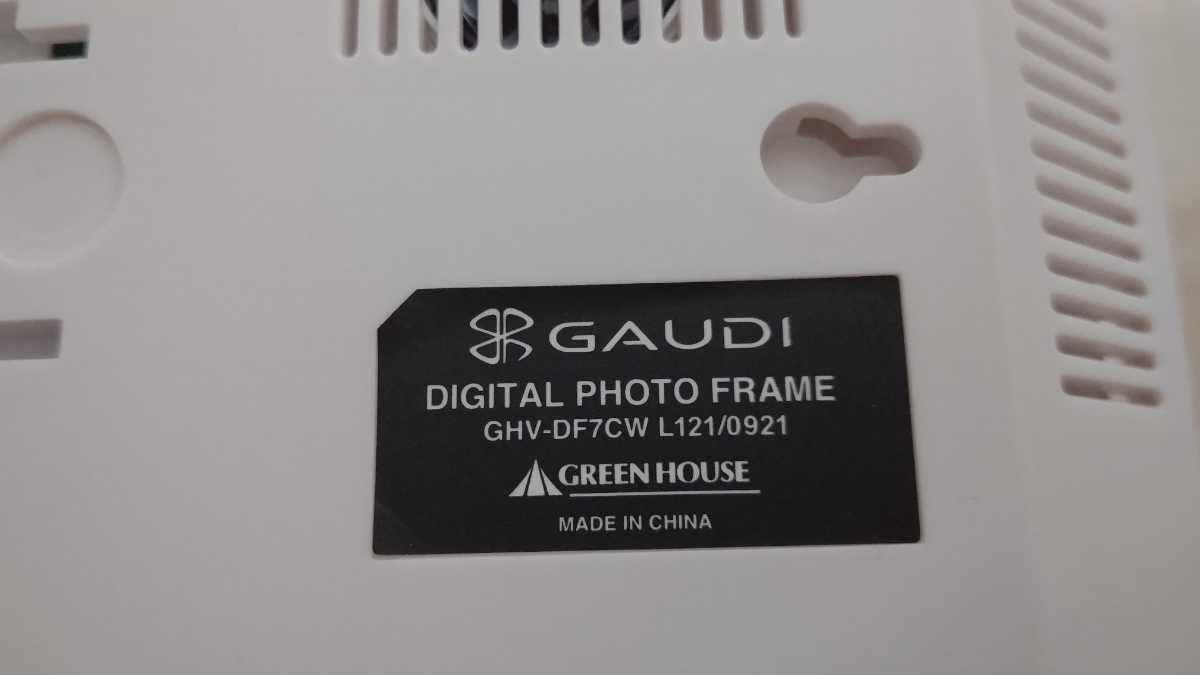 GAUDI
DIGITAL PHOTO FRAME
GHV-DF7CW L121/0921
GREEN HOUSE
MADE IN CHINA